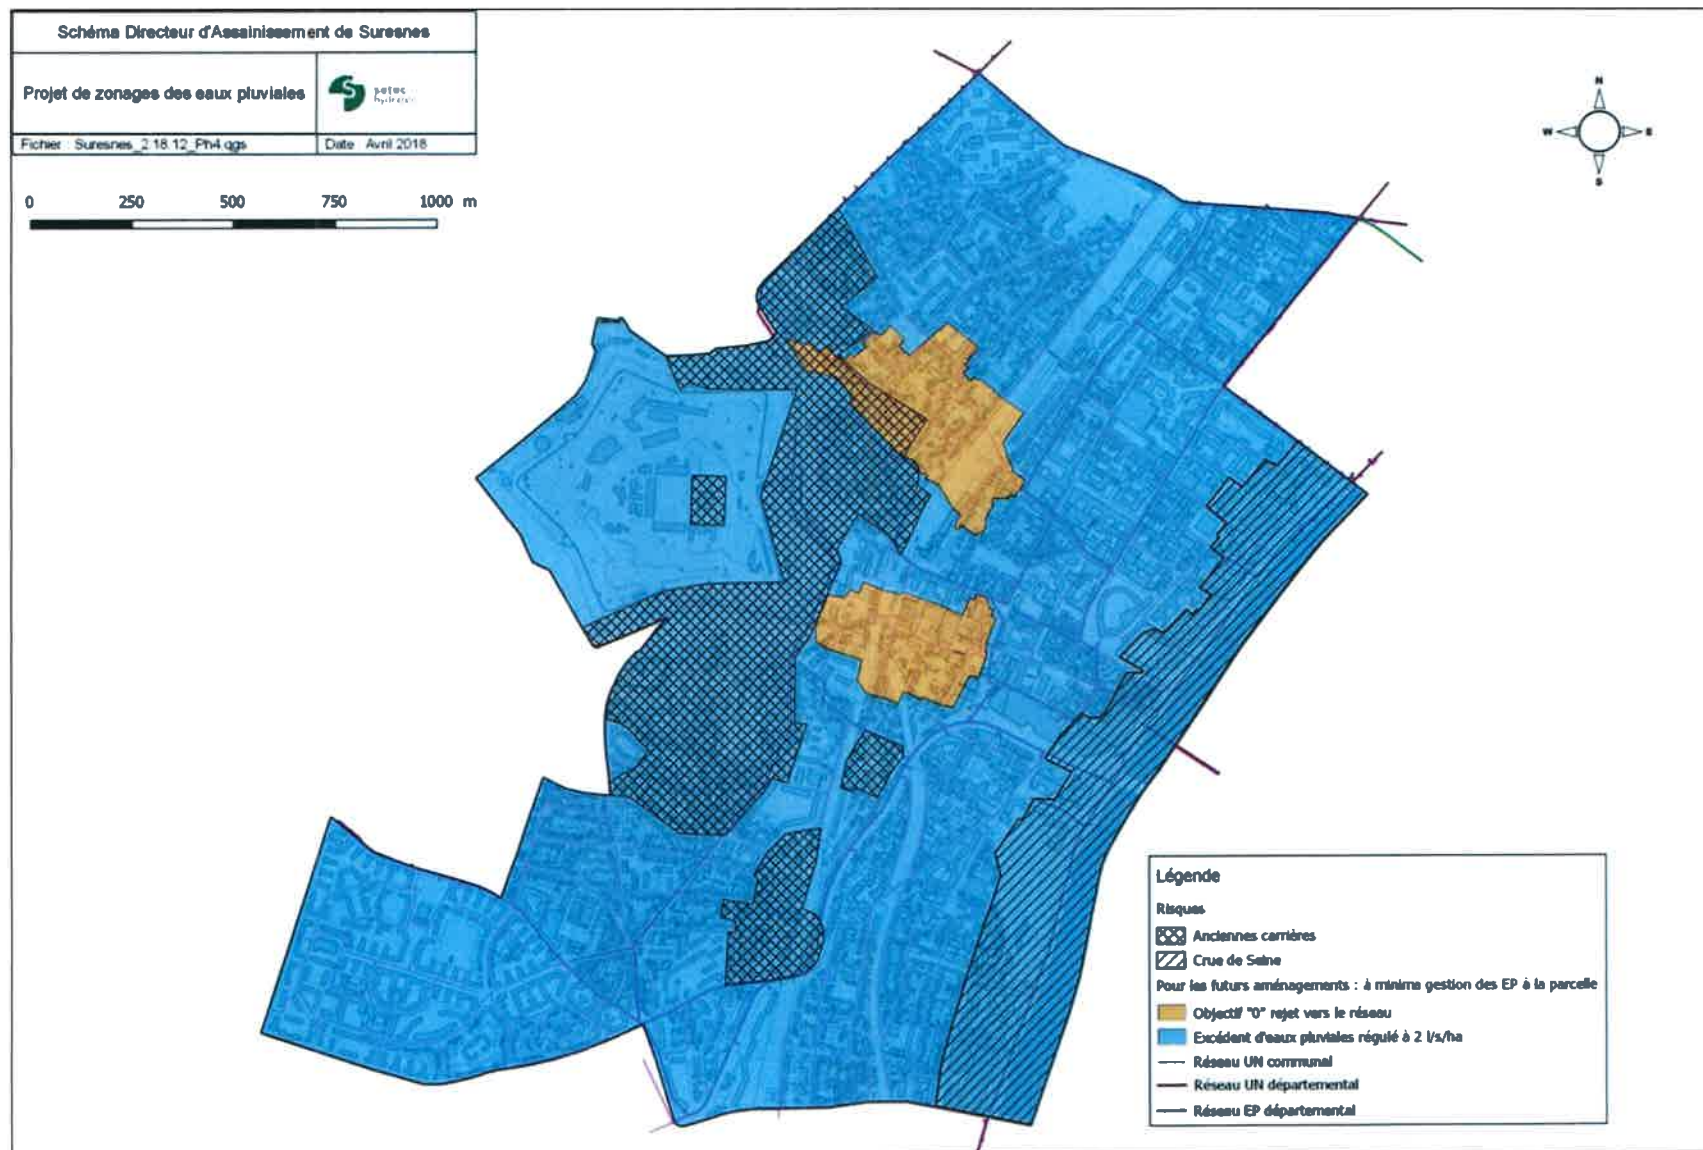 Schéma Directeur d'Assainissement de Suresnes
Projet de zonages des eaux pluviales
setec
hydratec
Fichier : Suresnes_2.18.12_Ph4.qgs
Date Avril 2018
0 250 500 750 1000 m
N
W E
S
Légende
Risques
Anciennes carrières
Crue de Seine
Pour les futurs aménagements : à minima gestion des EP à la parcelle
Objectif "0" rejet vers le réseau
Excédent d'eaux pluviales régulé à 2 l/s/ha
Réseau UN communal
Réseau UN départemental
Réseau EP départemental